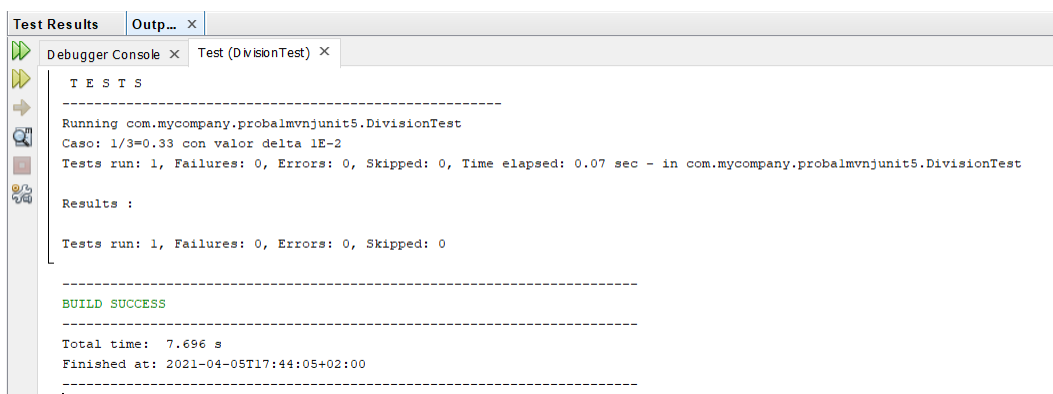 Test Results Outp... ×
Debugger Console × Test (DivisionTest) ×
T E S T S
-------------------------------------------------------
Running com.mycompany.probalmvnjunit5.DivisionTest
Caso: 1/3=0.33 con valor delta 1E-2
Tests run: 1, Failures: 0, Errors: 0, Skipped: 0, Time elapsed: 0.07 sec - in com.mycompany.probalmvnjunit5.DivisionTest
Results :
Tests run: 1, Failures: 0, Errors: 0, Skipped: 0
------------------------------------------------------------------------
BUILD SUCCESS
------------------------------------------------------------------------
Total time:  7.696 s
Finished at: 2021-04-05T17:44:05+02:00
------------------------------------------------------------------------